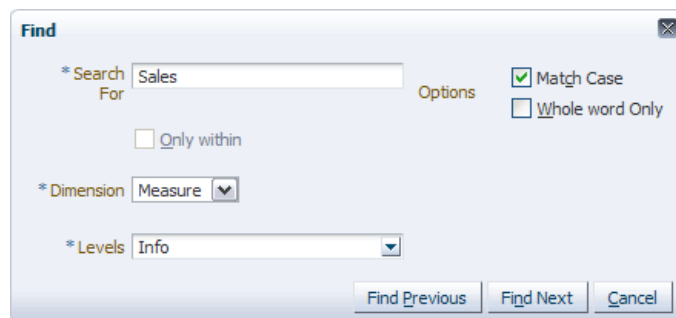 Find
* Search For
Sales
Options
Match Case
Whole word Only
Only within
* Dimension
Measure
* Levels
Info
Find Previous
Find Next
Cancel